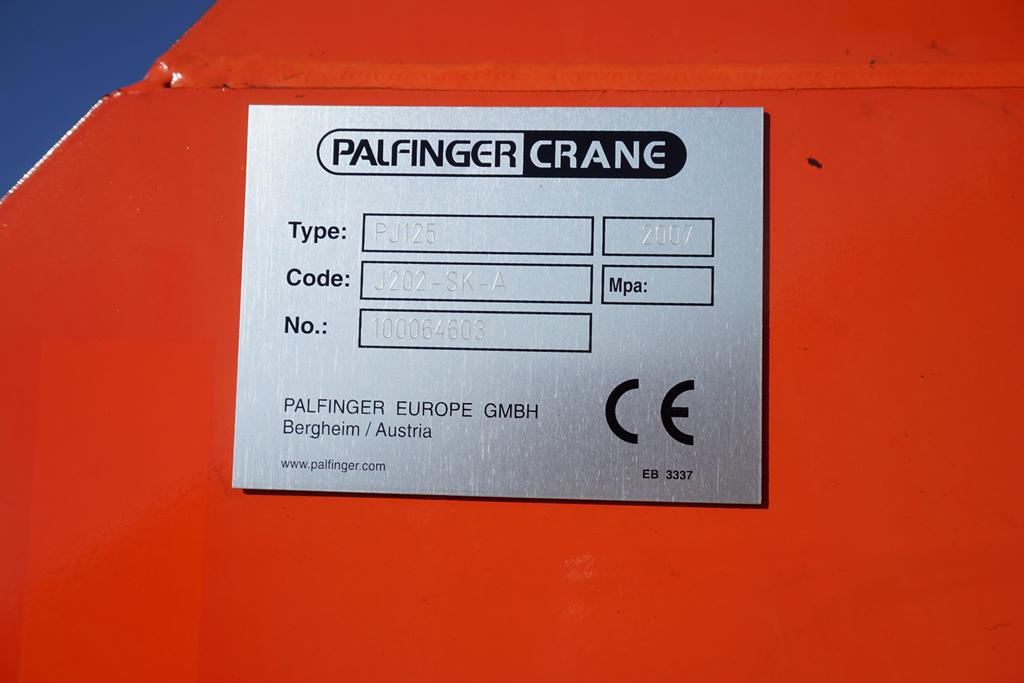 PALFINGER CRANE
Type: PJ125 2007
Code: J202-SK-A Mpa:
No.: 100064603
PALFINGER EUROPE GMBH
Bergheim / Austria
www.palfinger.com
CE
EB 3337